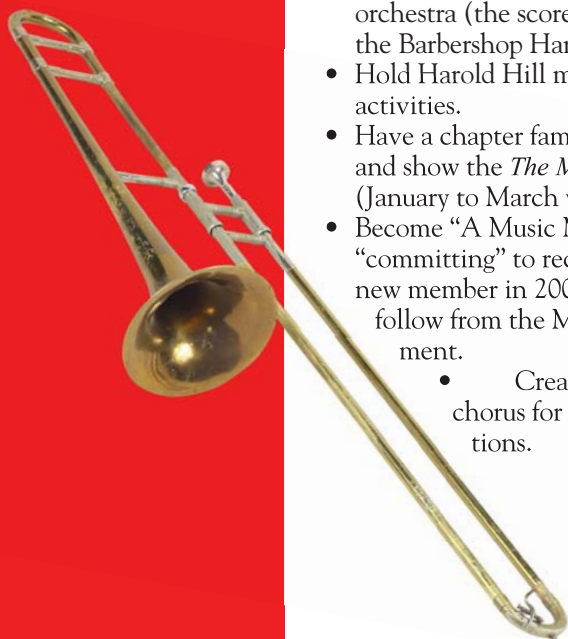 orchestra (the score
the Barbershop Har
• Hold Harold Hill m
activities.
• Have a chapter fam
and show the The M
(January to March
• Become “A Music M
“committing” to rec
new member in 200
follow from the M
ment.
• Crea
chorus for
tions.